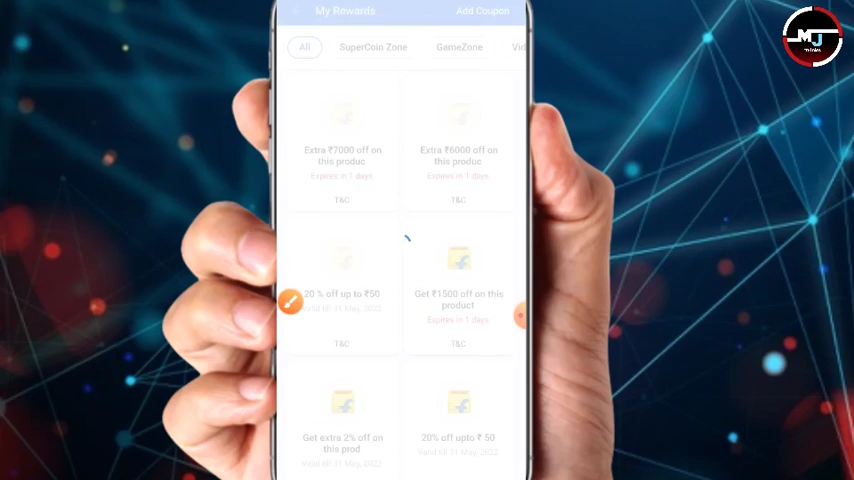 My Rewards
Add Coupon
All
SuperCoin Zone
GameZone
Vid
Extra ₹7000 off on
this produc
Expires in 1 days
T&C
Extra ₹6000 off on
this produc
Expires in 1 days
T&C
20 % off up to ₹50
Valid till 31 May, 2022
T&C
Get ₹1500 off on this
product
Expires in 1 days
T&C
Get extra 2% off on
this prod
Valid till 31 May, 2022
20% off upto ₹ 50
Valid till 31 May, 2022
MJ